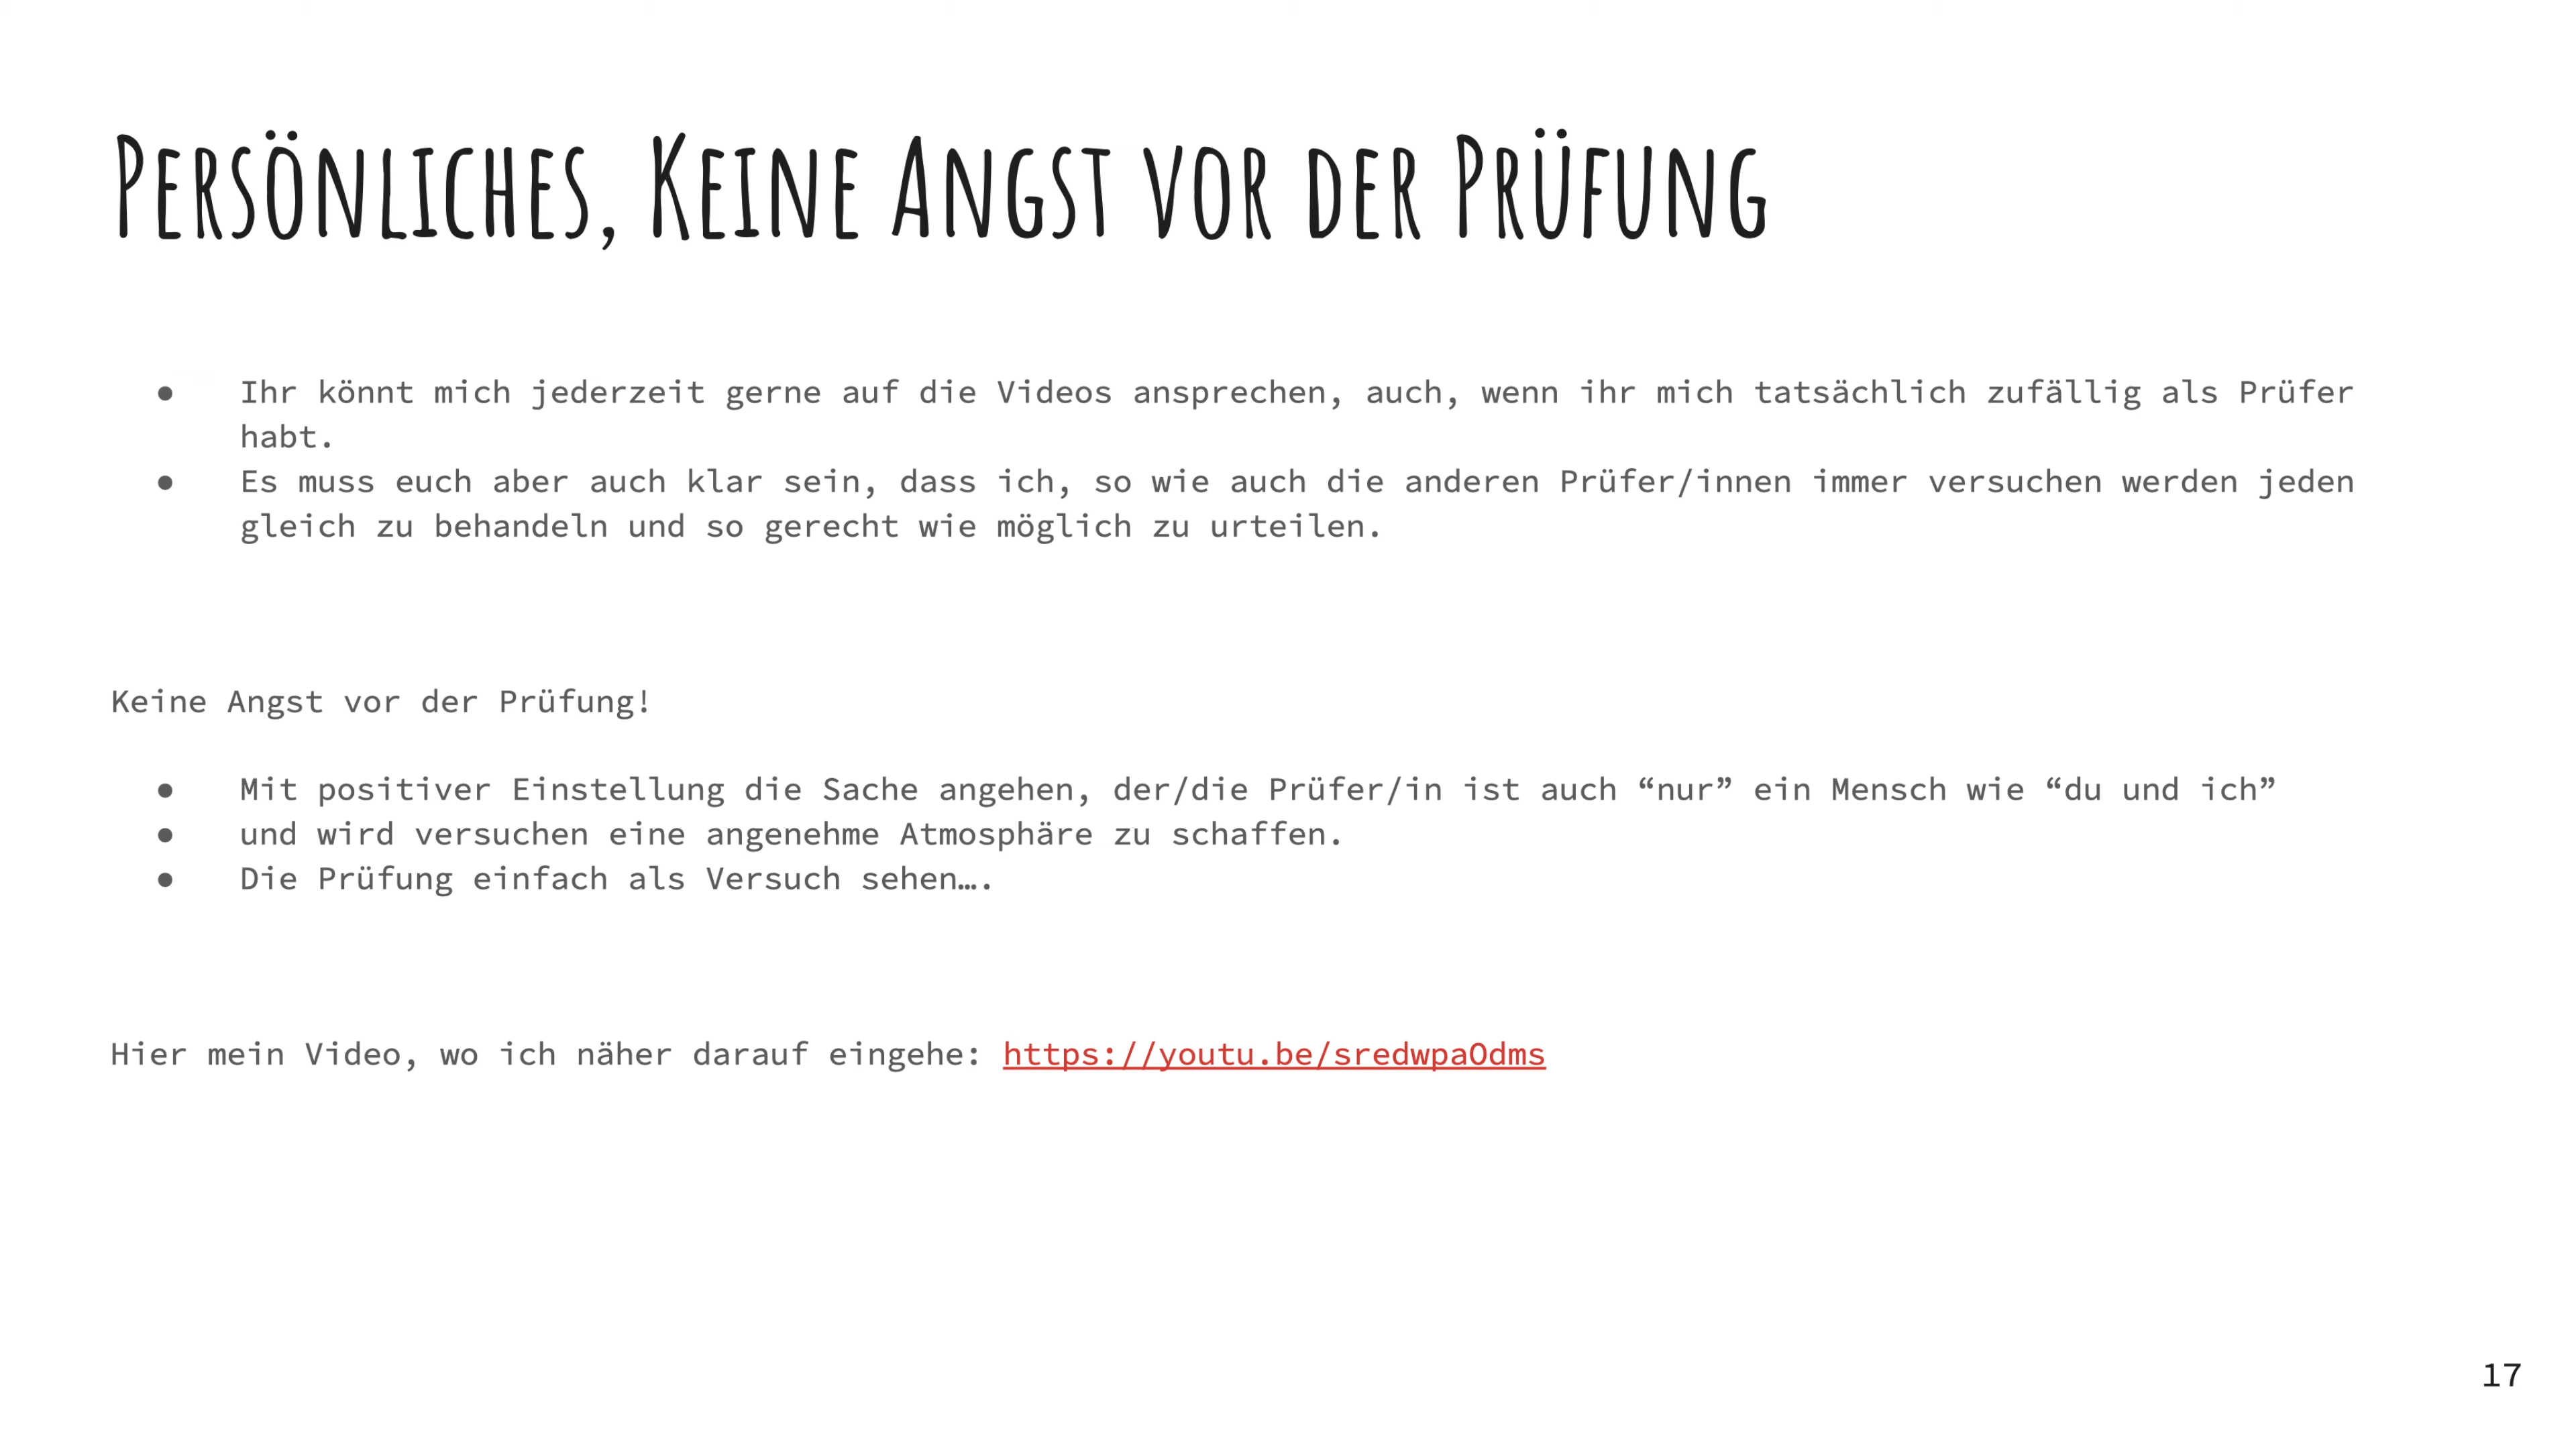 Persönliches, Keine Angst vor der Prüfung
● Ihr könnt mich jederzeit gerne auf die Videos ansprechen, auch, wenn ihr mich tatsächlich zufällig als Prüfer
habt.
● Es muss euch aber auch klar sein, dass ich, so wie auch die anderen Prüfer/innen immer versuchen werden jeden
gleich zu behandeln und so gerecht wie möglich zu urteilen.
Keine Angst vor der Prüfung!
● Mit positiver Einstellung die Sache angehen, der/die Prüfer/in ist auch “nur” ein Mensch wie “du und ich”
● und wird versuchen eine angenehme Atmosphäre zu schaffen.
● Die Prüfung einfach als Versuch sehen….
Hier mein Video, wo ich näher darauf eingehe: https://youtu.be/sredwpaOdms
17